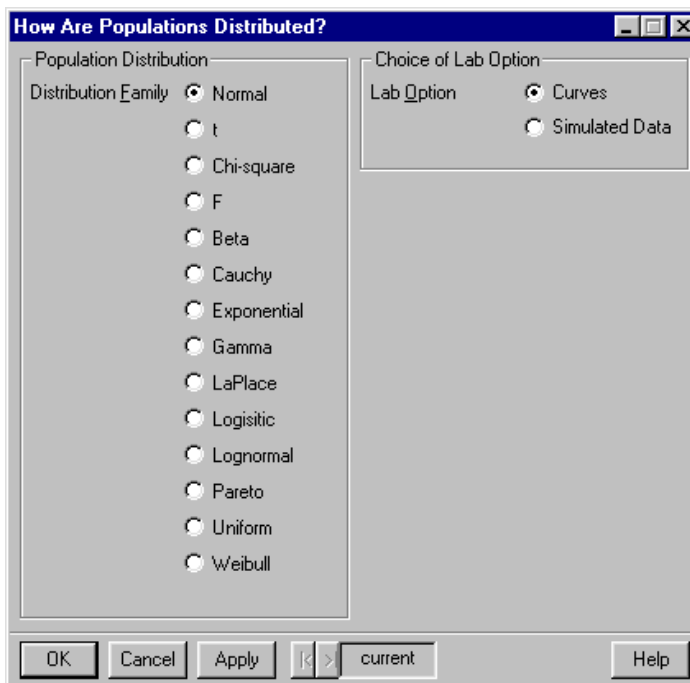 How Are Populations Distributed?
Population Distribution
Distribution Family
Normal
t
Chi-square
F
Beta
Cauchy
Exponential
Gamma
LaPlace
Logisitic
Lognormal
Pareto
Uniform
Weibull
Choice of Lab Option
Lab Option
Curves
Simulated Data
OK
Cancel
Apply
current
Help